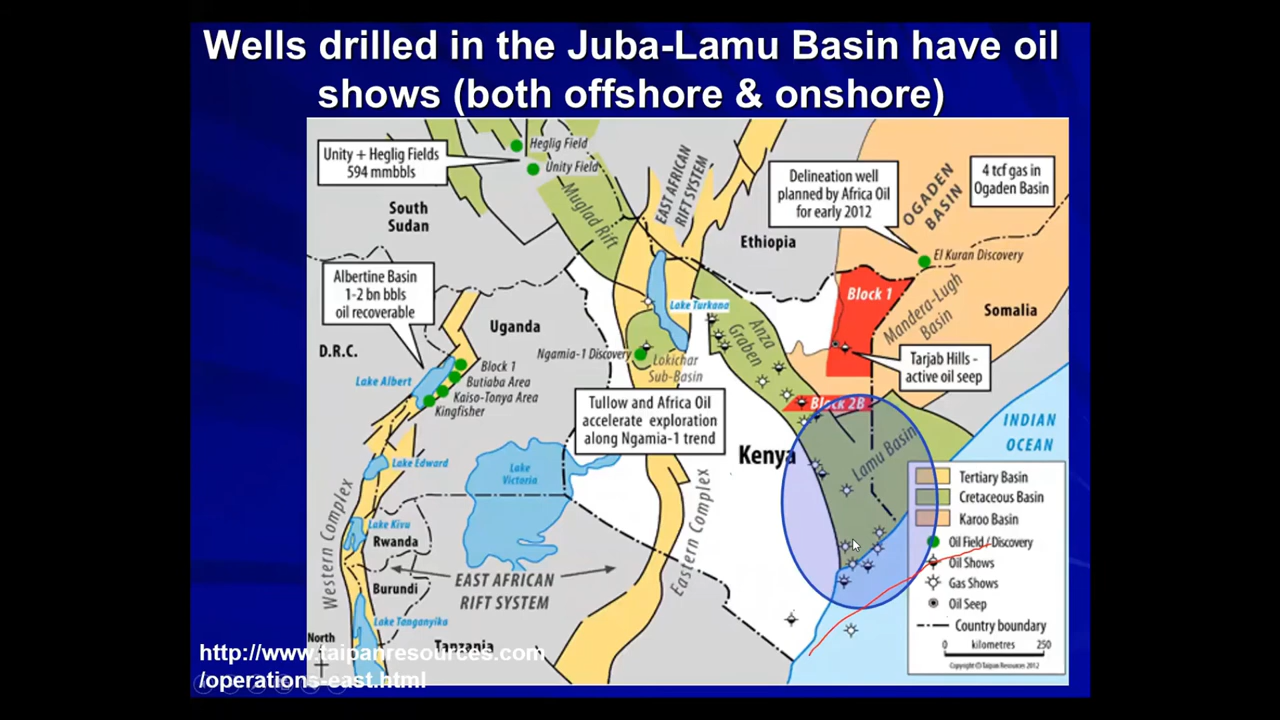 Wells drilled in the Juba-Lamu Basin have oil
shows (both offshore & onshore)
Unity + Heglig Fields
594 mmbbls
Heglig Field
Unity Field
Muglad Rift
EAST AFRICAN
RIFT SYSTEM
Delineation well
planned by Africa Oil
for early 2012
OGADEN
BASIN
4 tcf gas in
Ogaden Basin
South
Sudan
Ethiopia
El Kuran Discovery
Albertine Basin
1-2 bn bbls
oil recoverable
Lake Turkana
Block 1
Mandera-Lugh
Basin
Somalia
Uganda
D.R.C.
Anza
Graben
Ngamia-1 Discovery
Lokichar
Sub-Basin
Tarjab Hills -
active oil seep
Lake Albert
Block 1
Butiaba Area
Kaiso-Tonya Area
Kingfisher
Block 2B
Tullow and Africa Oil
accelerate exploration
along Ngamia-1 trend
INDIAN
OCEAN
Kenya
Lamu Basin
Lake Edward
Lake
Victoria
Western Complex
Eastern Complex
Lake Kivu
Rwanda
Burundi
EAST AFRICAN
RIFT SYSTEM
Lake Tanganyika
Tanzania
North
Tertiary Basin
Cretaceous Basin
Karoo Basin
Oil Field / Discovery
Oil Shows
Gas Shows
Oil Seep
Country boundary
0 kilometres 250
Copyright © Taipan Resources 2012
http://www.taipanresources.com
/operations-east.html